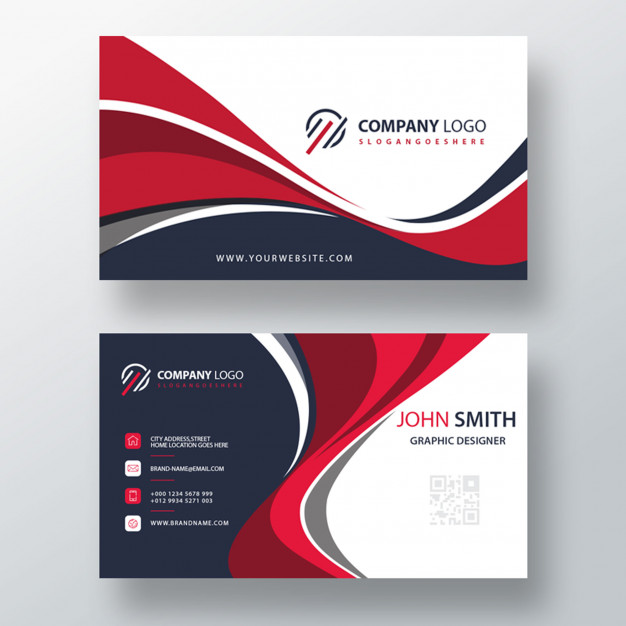 COMPANY LOGO
SLOGANGOESHERE
WWW.YOURWEBSITE.COM
COMPANY LOGO
SLOGANGOESHERE
CITY ADDRESS,STREET
HOME LOCATION GOES HERE
BRAND-NAME@EMAIL.COM
+000 1234 5678 999
+012 9934 5271 003
WWW.BRANDNAME.COM
JOHN SMITH
GRAPHIC DESIGNER